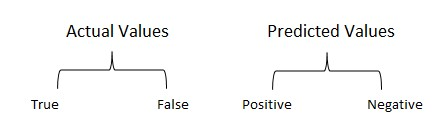 Actual Values
Predicted Values
True
False
Positive
Negative